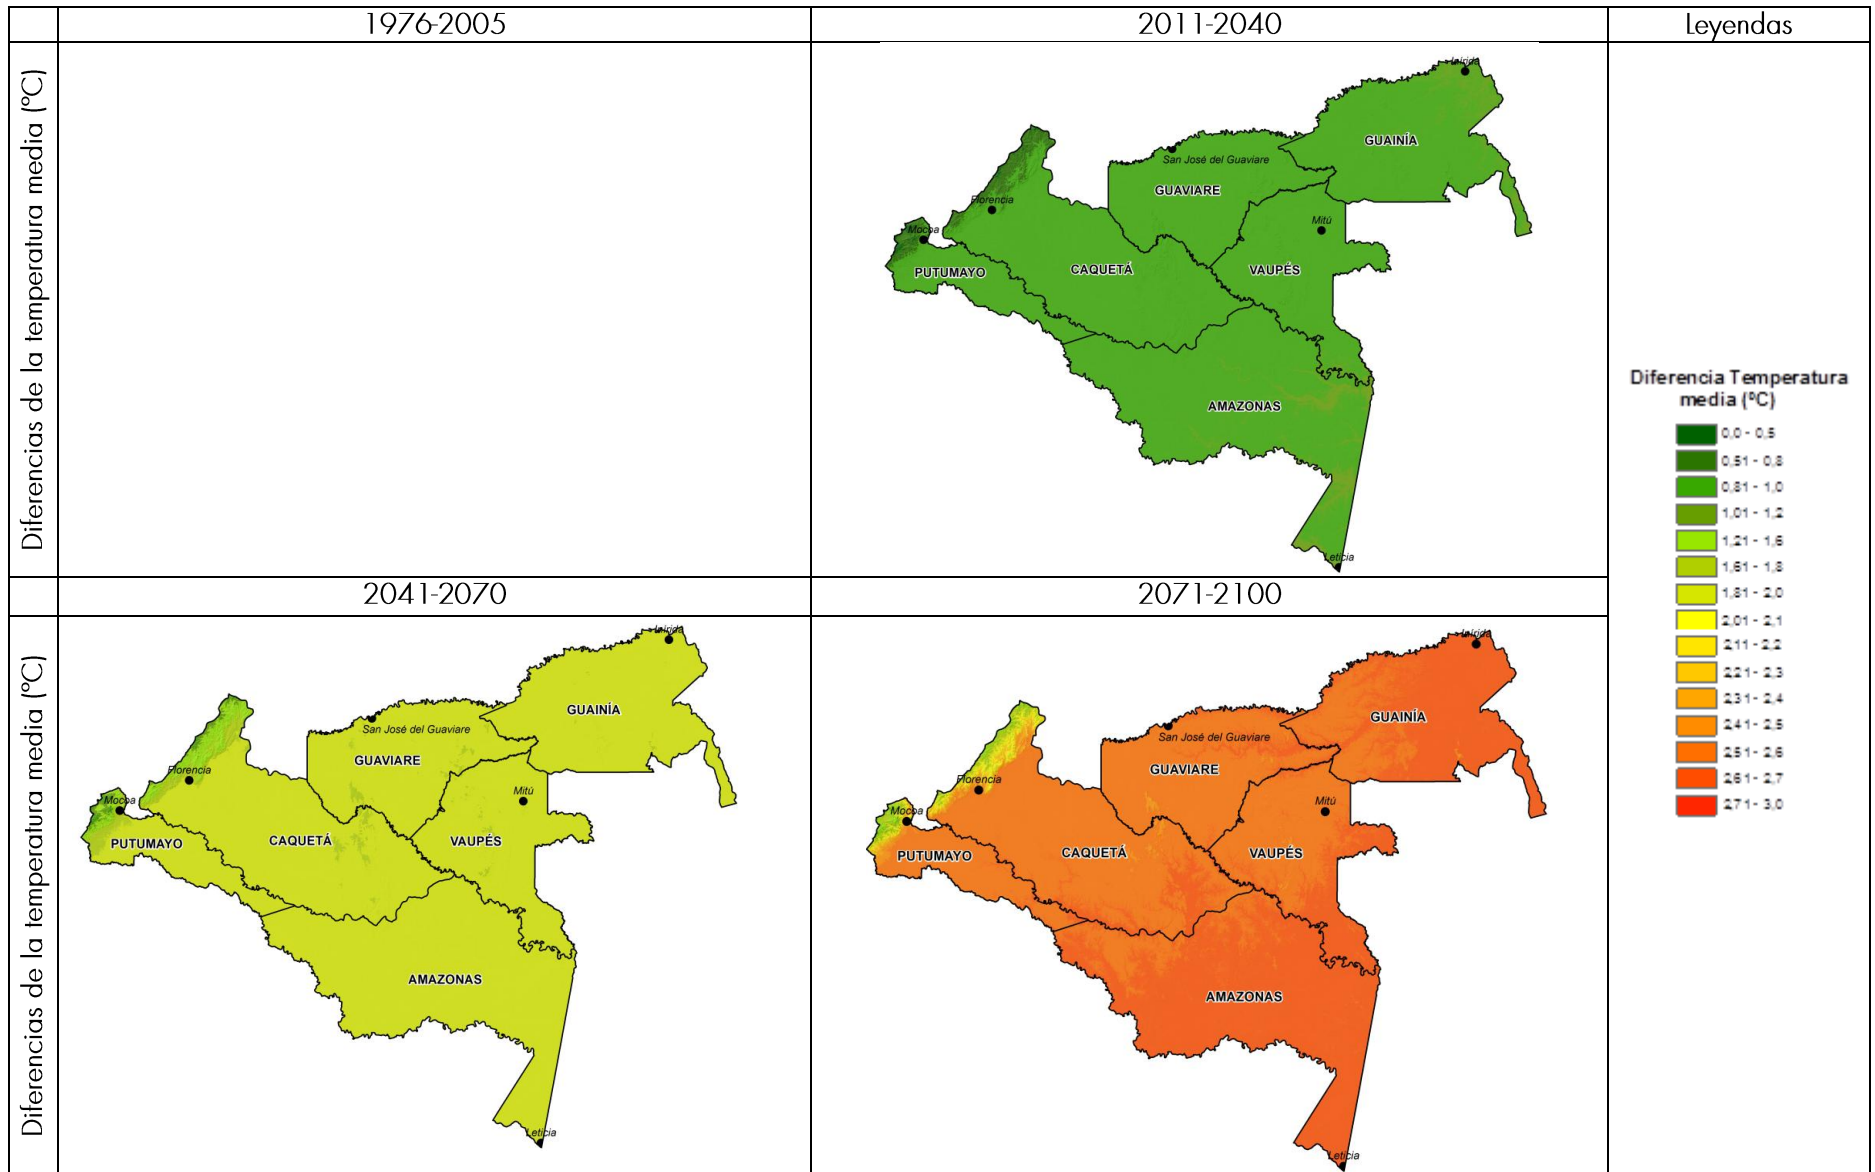 1976-2005
2011-2040
Leyendas
Diferencias de la temperatura media (ºC)
Inírida
GUAINÍA
San José del Guaviare
GUAVIARE
Florencia
Mitú
Mocoa
PUTUMAYO
CAQUETÁ
VAUPÉS
AMAZONAS
Leticia
Diferencia Temperatura
media (ºC)
0,0 - 0,5
0,51 - 0,8
0,81 - 1,0
1,01 - 1,2
1,21 - 1,6
1,61 - 1,8
1,81 - 2,0
2,01 - 2,1
2,11 - 2,2
2,21 - 2,3
2,31 - 2,4
2,41 - 2,5
2,51 - 2,6
2,61 - 2,7
2,71 - 3,0
2041-2070
2071-2100
Diferencias de la temperatura media (ºC)
Inírida
GUAINÍA
San José del Guaviare
GUAVIARE
Florencia
Mocoa
Mitú
PUTUMAYO
CAQUETÁ
VAUPÉS
AMAZONAS
Leticia
Inírida
GUAINÍA
San José del Guaviare
GUAVIARE
Florencia
Mocoa
Mitú
PUTUMAYO
CAQUETÁ
VAUPÉS
AMAZONAS
Leticia